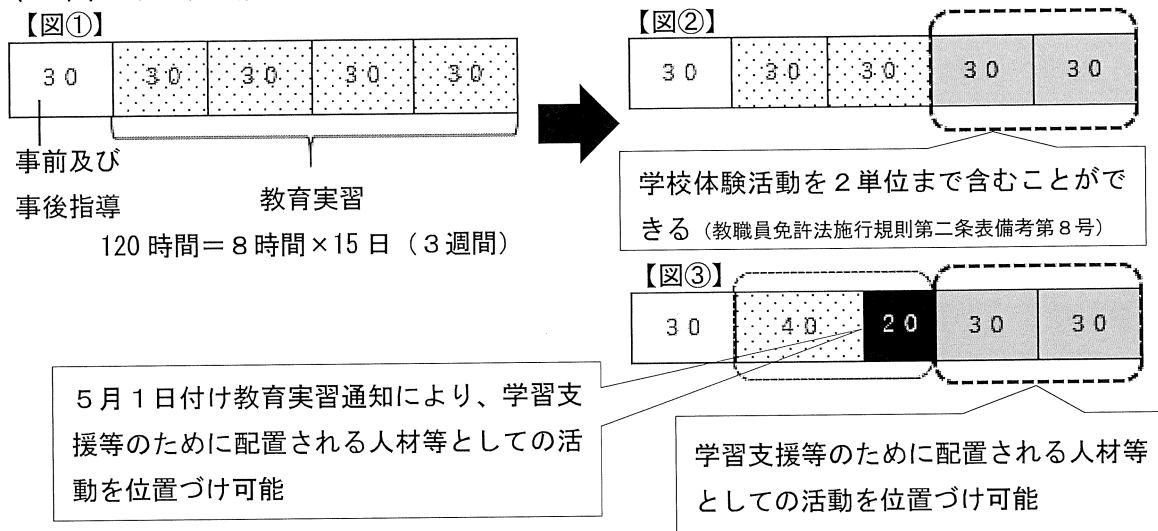 【図①】
30 30 30 30 30
事前及び
事後指導
教育実習
120時間=8時間×15日(3週間)
【図②】
30 30 30 30 30
学校体験活動を2単位まで含むことがで
きる(教職員免許法施行規則第二条表備考第8号)
【図③】
30 40 20 30 30
5月1日付け教育実習通知により、学習支
援等のために配置される人材等としての活
動を位置づけ可能
学習支援等のために配置される人材等
としての活動を位置づけ可能